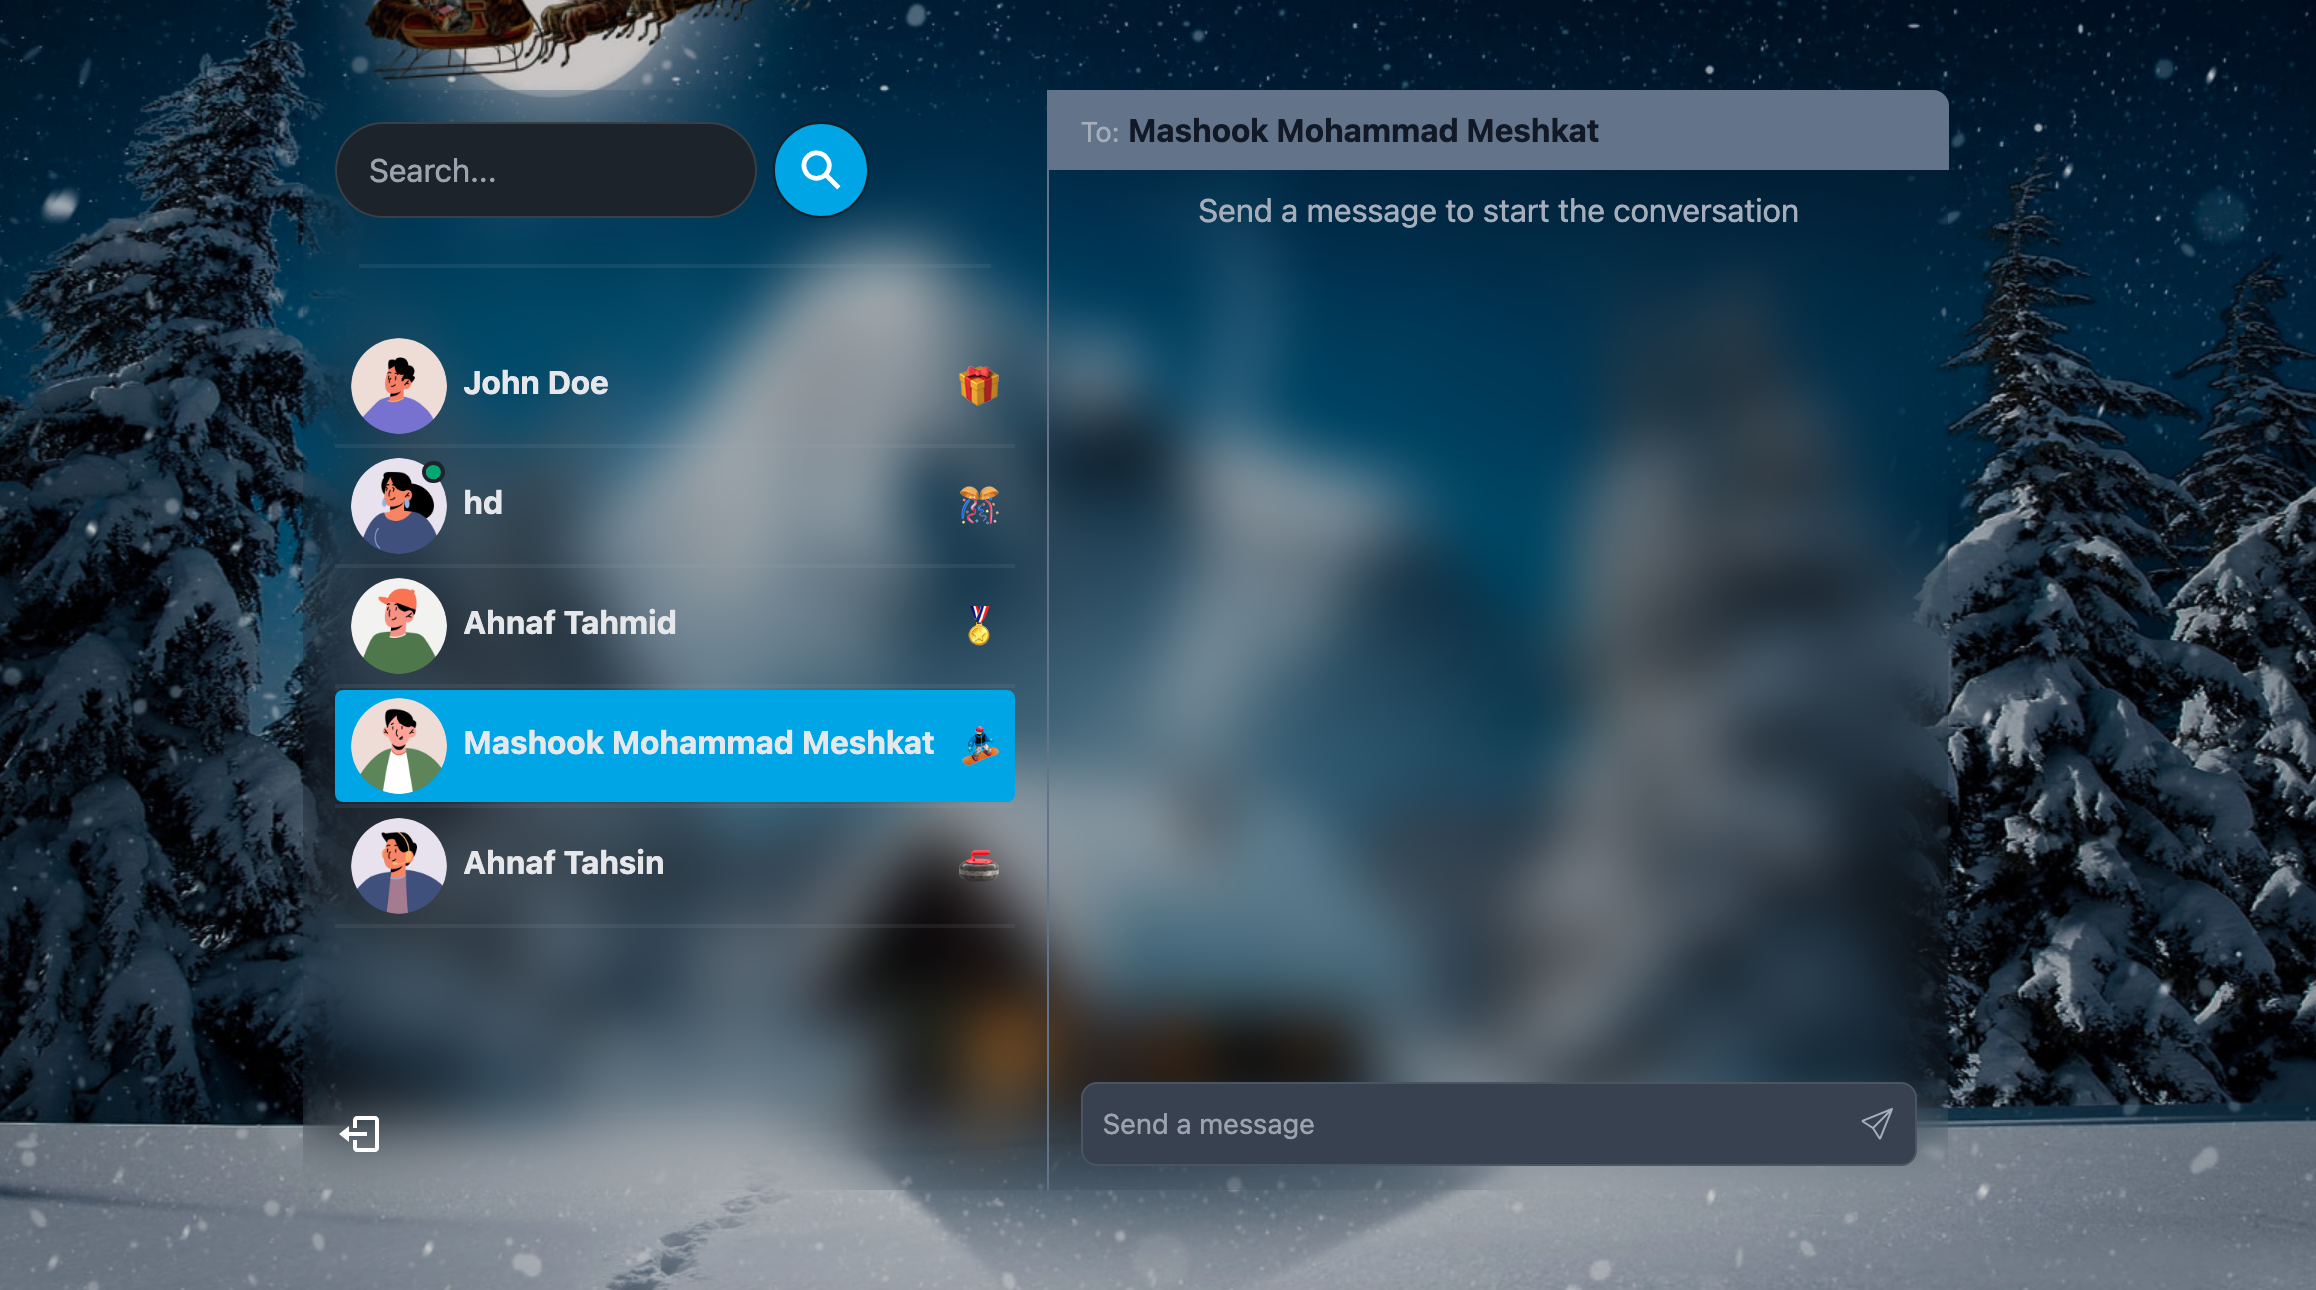 Search...
John Doe
hd
Ahnaf Tahmid
Mashook Mohammad Meshkat
Ahnaf Tahsin
To: Mashook Mohammad Meshkat
Send a message to start the conversation
Send a message